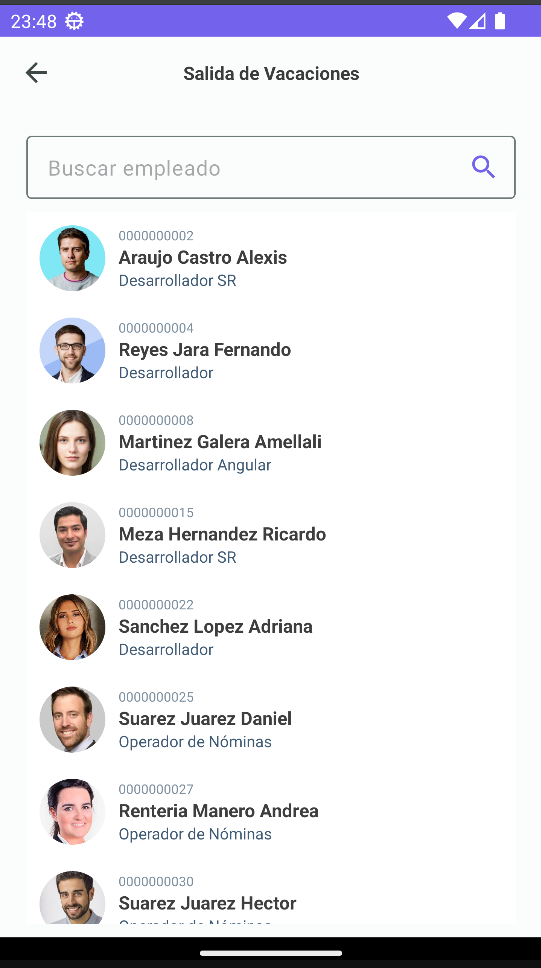 23:48
Salida de Vacaciones
Buscar empleado
0000000002
Araujo Castro Alexis
Desarrollador SR
0000000004
Reyes Jara Fernando
Desarrollador
0000000008
Martinez Galera Amellali
Desarrollador Angular
0000000015
Meza Hernandez Ricardo
Desarrollador SR
0000000022
Sanchez Lopez Adriana
Desarrollador
0000000025
Suarez Juarez Daniel
Operador de Nóminas
0000000027
Renteria Manero Andrea
Operador de Nóminas
0000000030
Suarez Juarez Hector